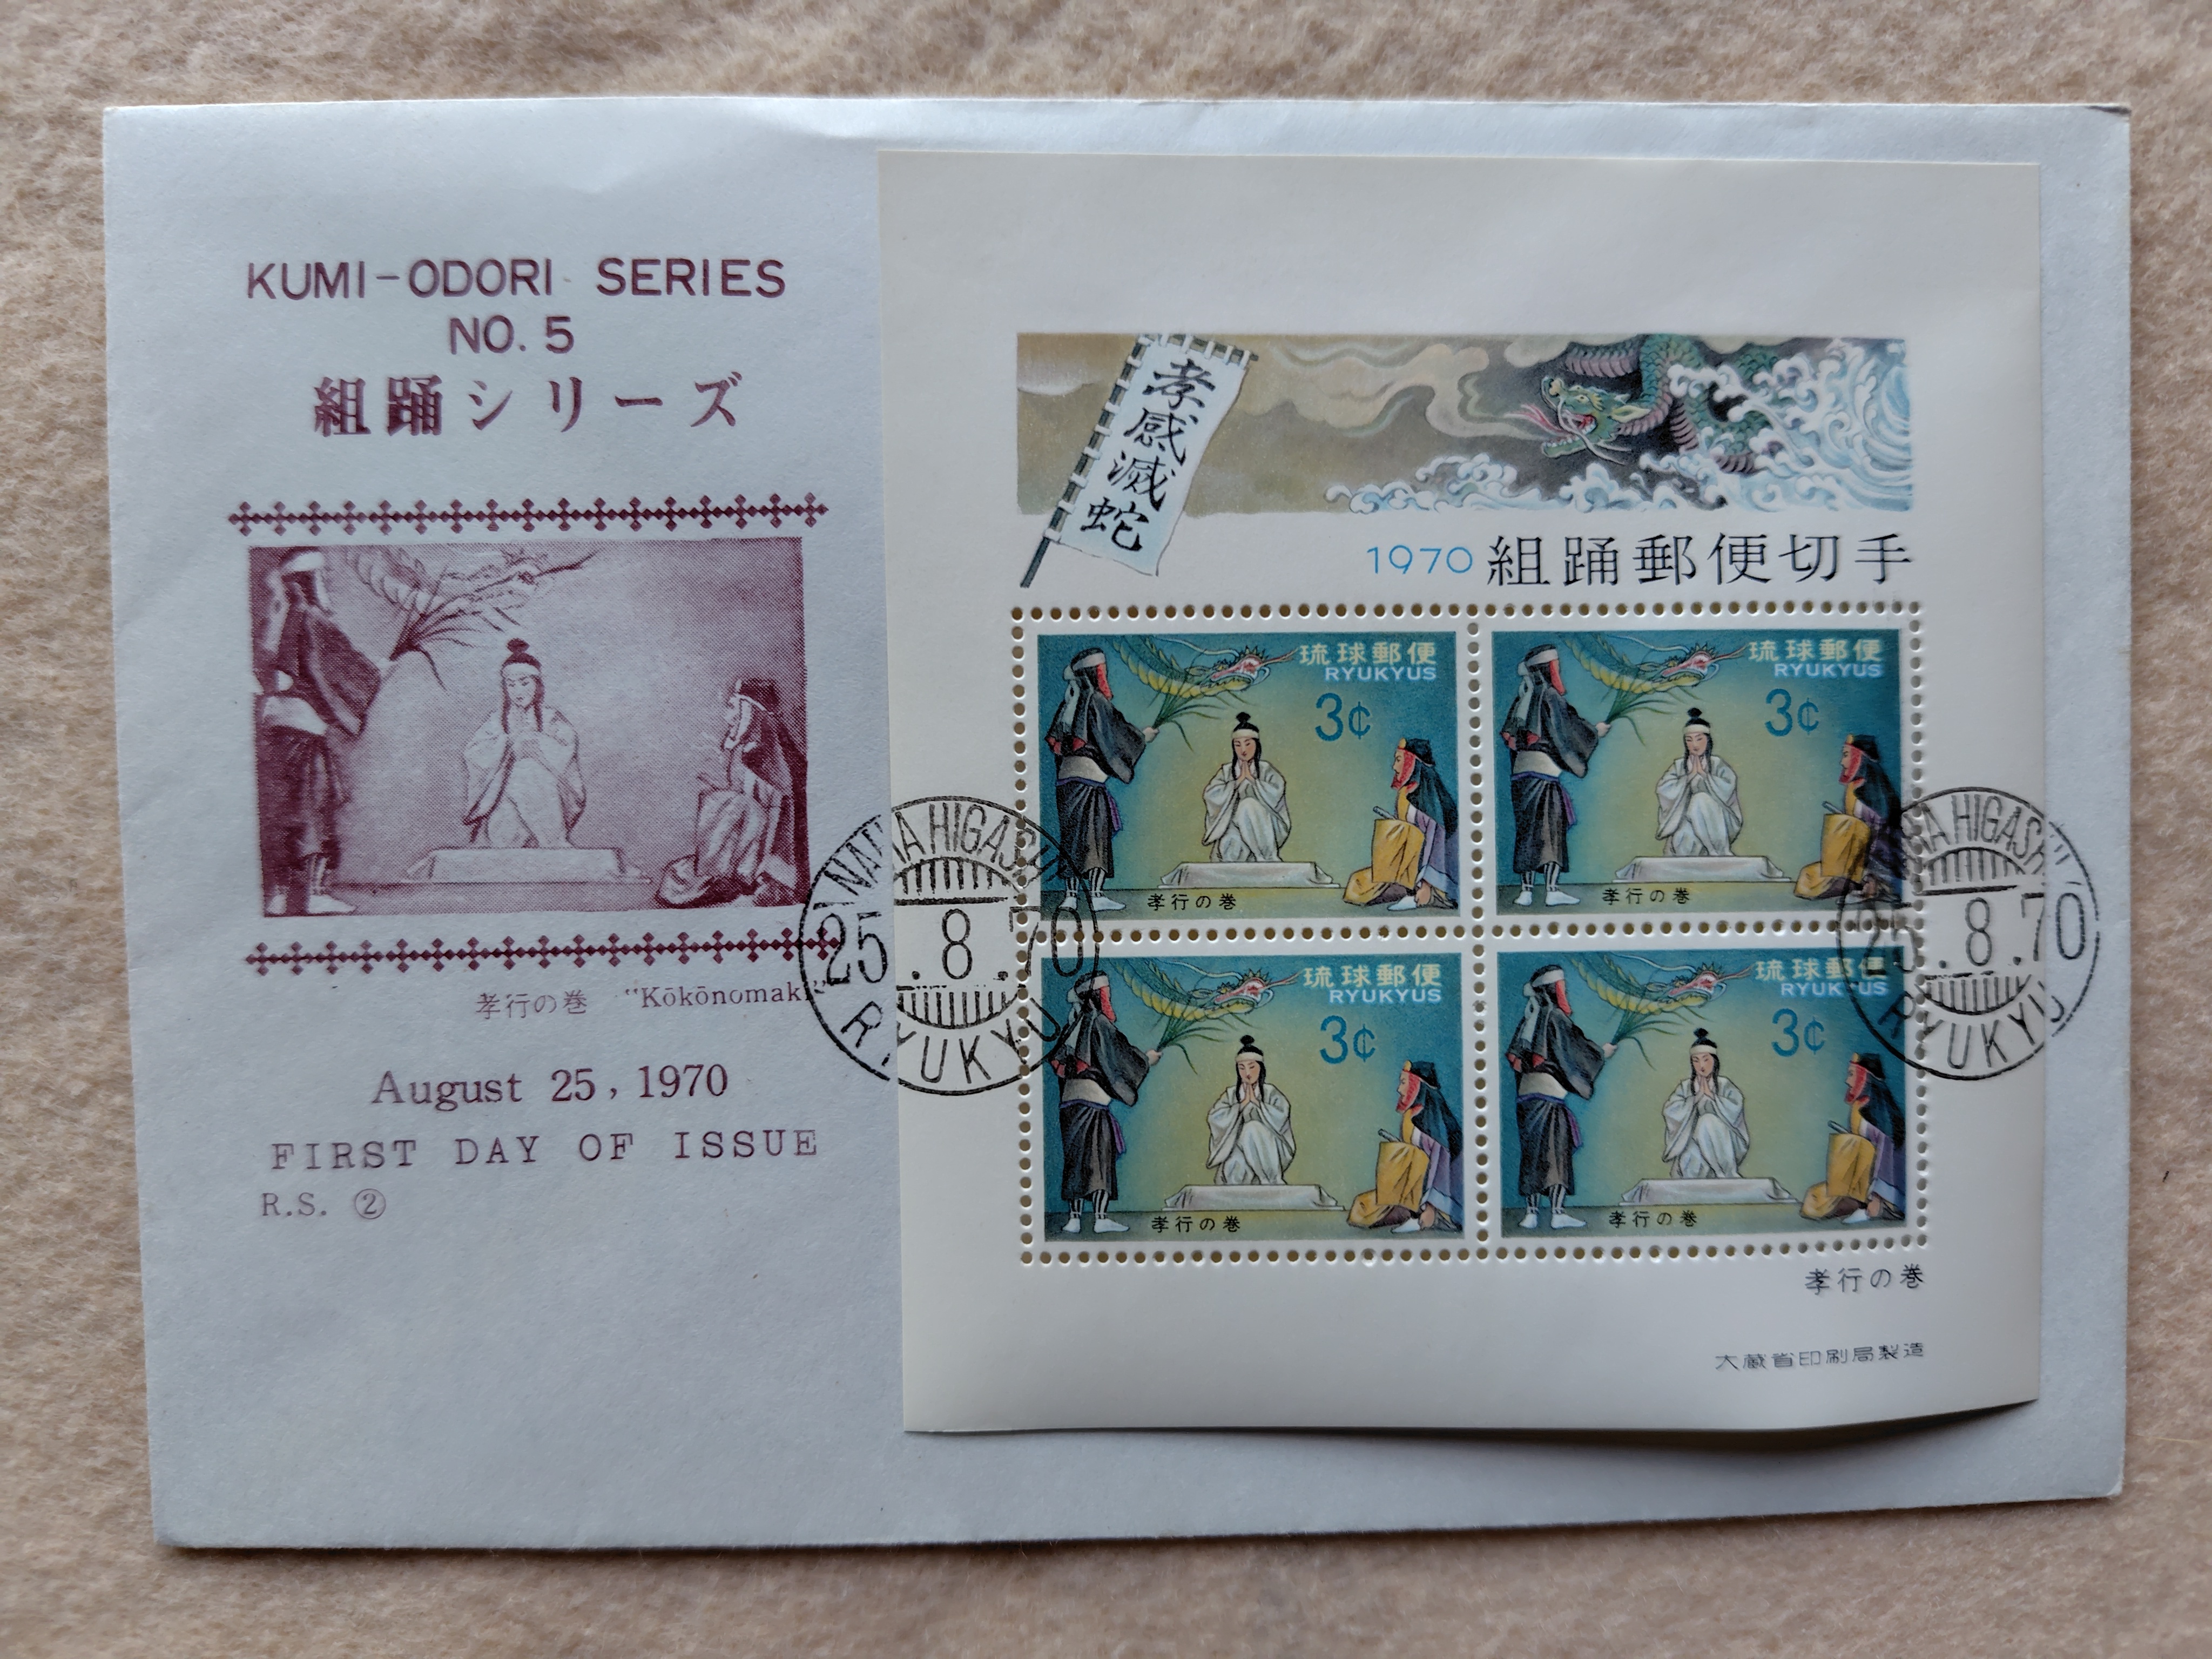 KUMI-ODORI SERIES
NO. 5
組踊シリーズ
孝行の巻 "Kōkōnomaki"
August 25, 1970
FIRST DAY OF ISSUE
R.S. ②
孝感滅蛇
1970 組踊郵便切手
琉球郵便
RYUKYUS
3¢
孝行の巻
琉球郵便
RYUKYUS
3¢
孝行の巻
琉球郵便
RYUKYUS
3¢
孝行の巻
琉球郵便
RYUKYUS
3¢
孝行の巻
孝行の巻
大蔵省印刷局製造
NAHA HIGASHI
25.8.70
RYUKYU
NAHA HIGASHI
25.8.70
RYUKYU